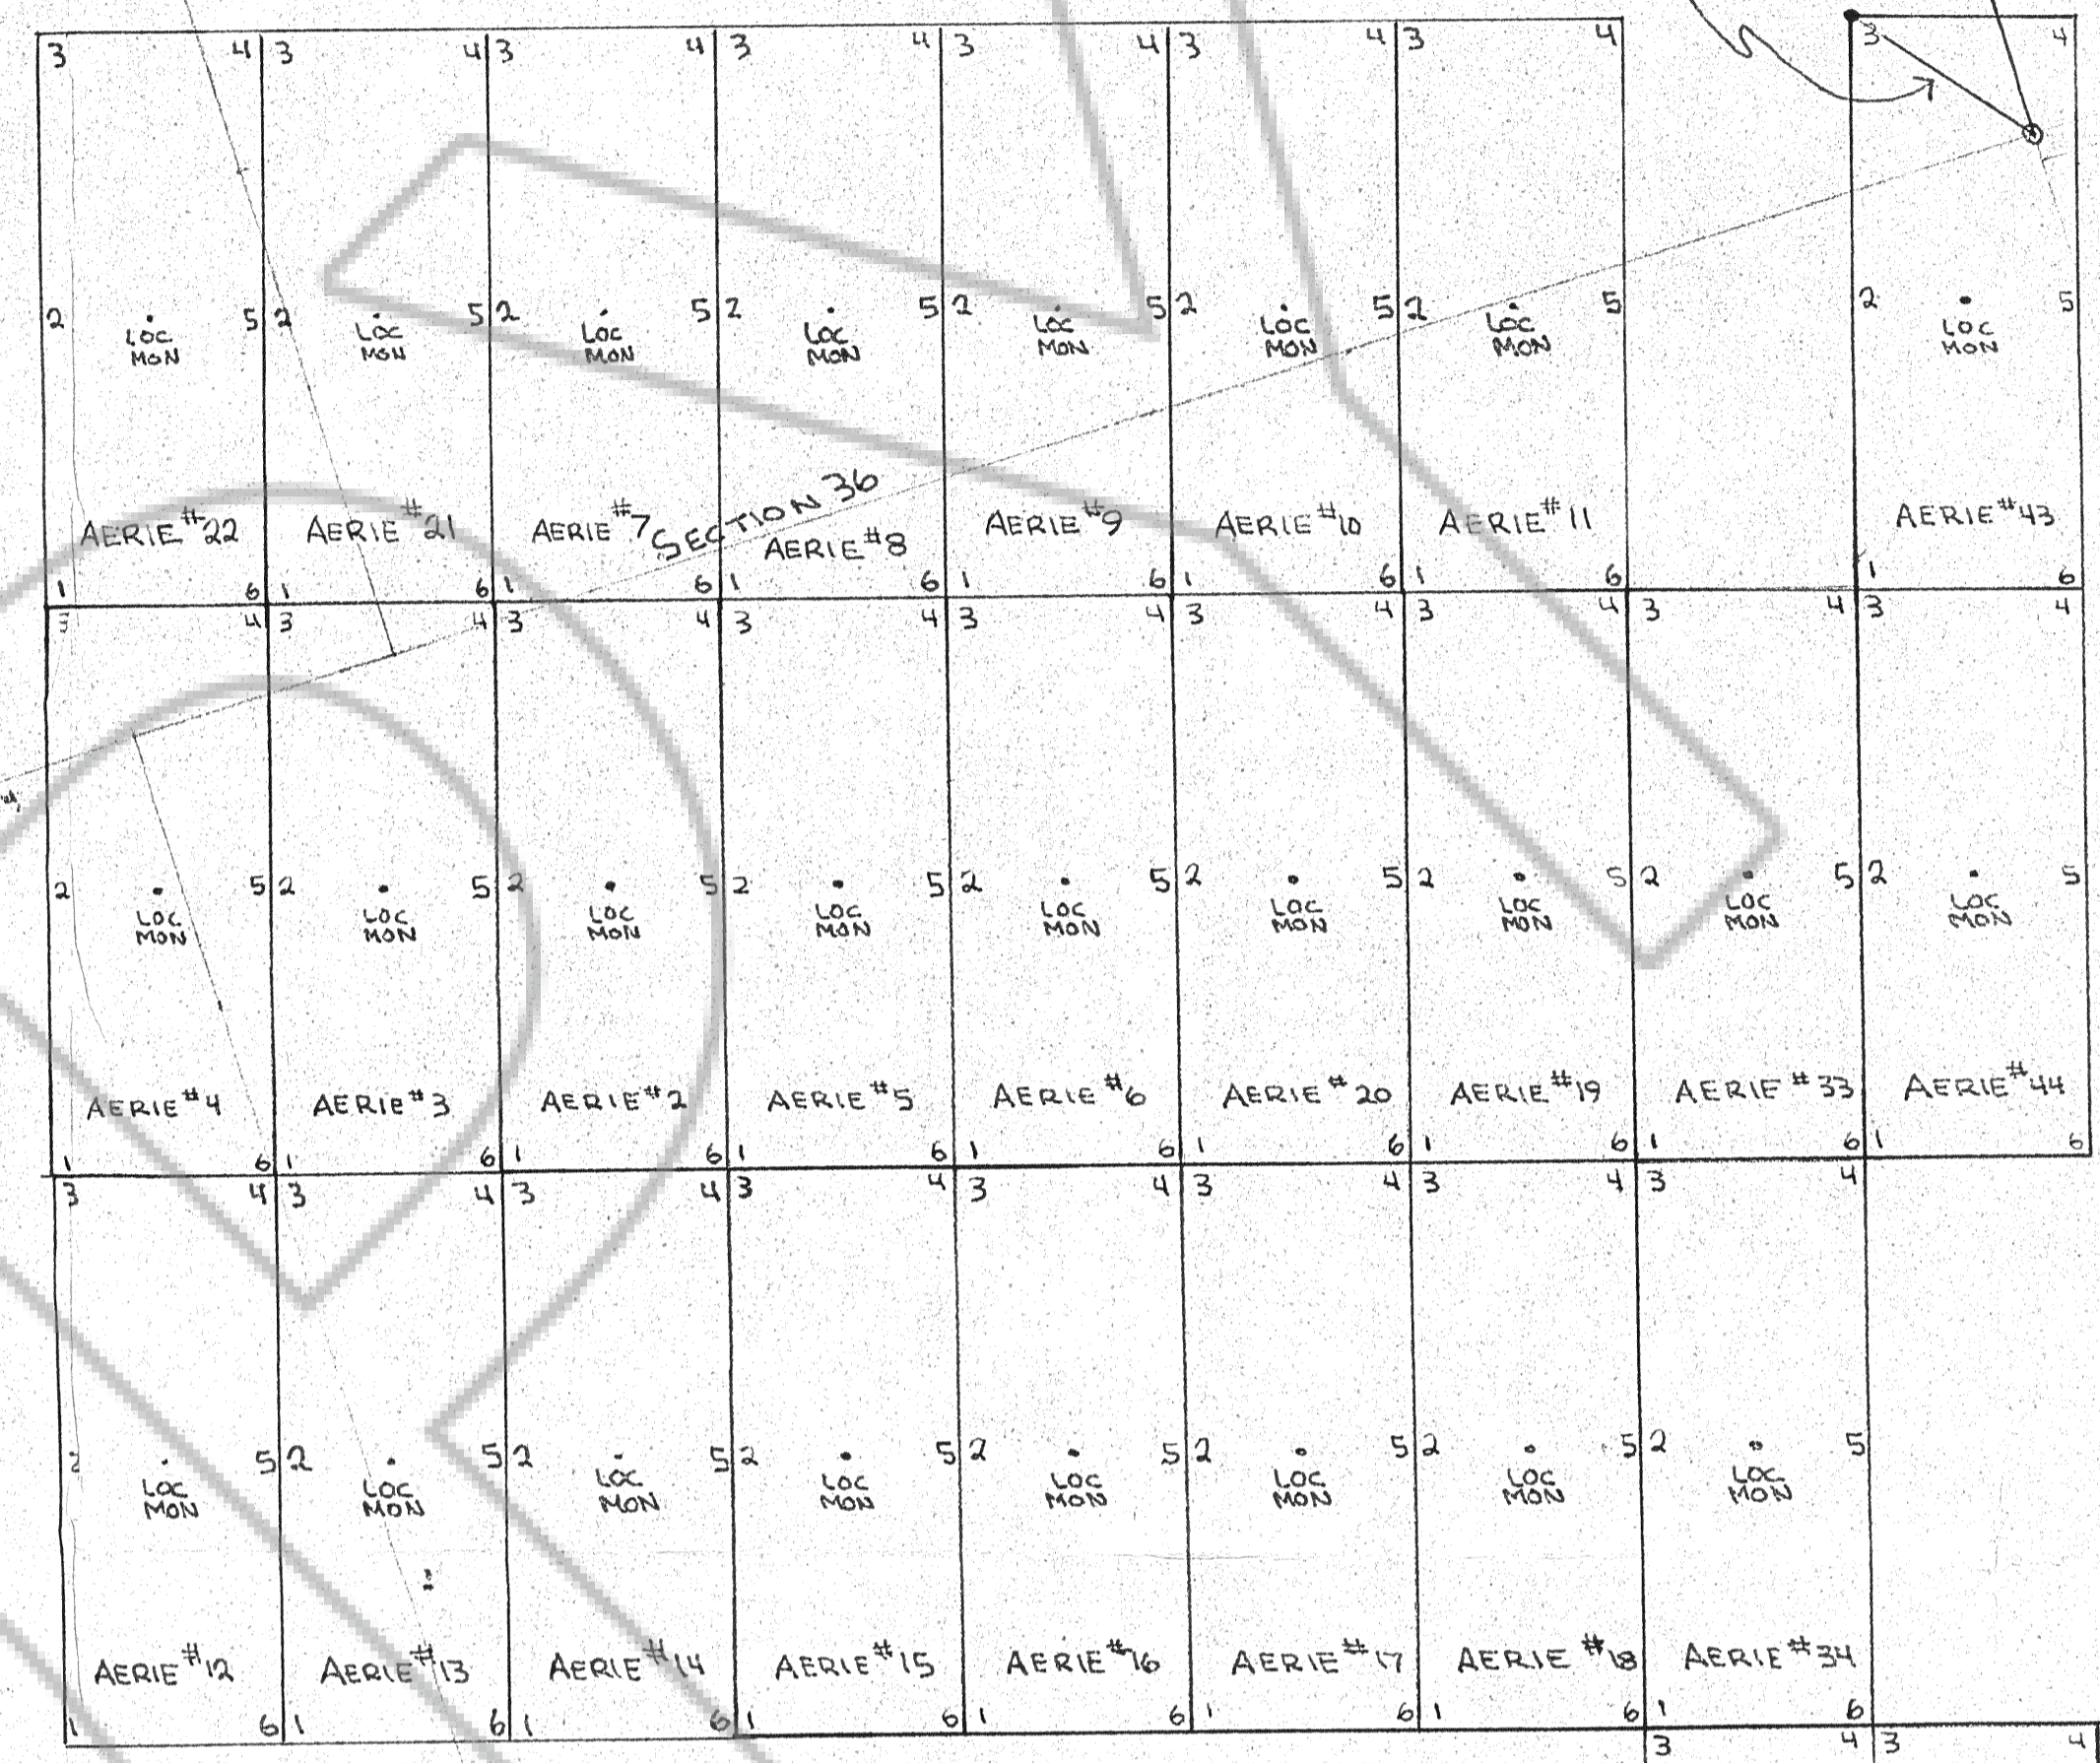 3 4 3 4 3 4 3 4 3 4 3 4 3 4 3 4
2 5 2 5 2 5 2 5 2 5 2 5 2 5 2 5
LOC MON LOC MON LOC MON LOC MON LOC MON LOC MON LOC MON LOC MON
SECTION 36
AERIE #22 AERIE #21 AERIE #7 AERIE #8 AERIE #9 AERIE #10 AERIE #11 AERIE #43
1 6 1 6 1 6 1 6 1 6 1 6 1 6 1 6
3 4 3 4 3 4 3 4 3 4 3 4 3 4 3 4 3 4
2 5 2 5 2 5 2 5 2 5 2 5 2 5 2 5 2 5
LOC MON LOC MON LOC MON LOC MON LOC MON LOC MON LOC MON LOC MON LOC MON
AERIE #4 AERIE #3 AERIE #2 AERIE #5 AERIE #6 AERIE #20 AERIE #19 AERIE #33 AERIE #44
1 6 1 6 1 6 1 6 1 6 1 6 1 6 1 6 1 6
3 4 3 4 3 4 3 4 3 4 3 4 3 4 3 4
2 5 2 5 2 5 2 5 2 5 2 5 2 5 2 5
LOC MON LOC MON LOC MON LOC MON LOC MON LOC MON LOC MON LOC MON
AERIE #12 AERIE #13 AERIE #14 AERIE #15 AERIE #16 AERIE #17 AERIE #18 AERIE #34
1 6 1 6 1 6 1 6 1 6 1 6 1 6 1 6
3 4 3 4